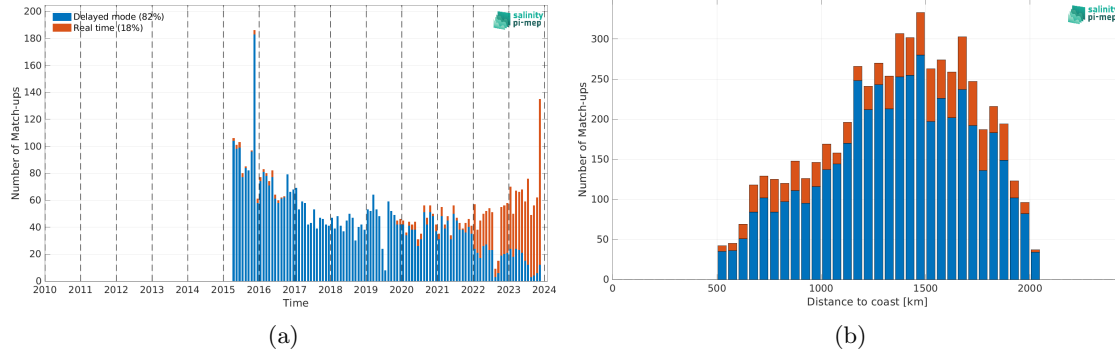 Delayed mode (82%)
Real time (18%)
salinity
pi-mep
Number of Match-ups
200
180
160
140
120
100
80
60
40
20
0
2010 2011 2012 2013 2014 2015 2016 2017 2018 2019 2020 2021 2022 2023 2024
Time
(a)
salinity
pi-mep
Number of Match-ups
300
250
200
150
100
50
0
0 500 1000 1500 2000
Distance to coast [km]
(b)